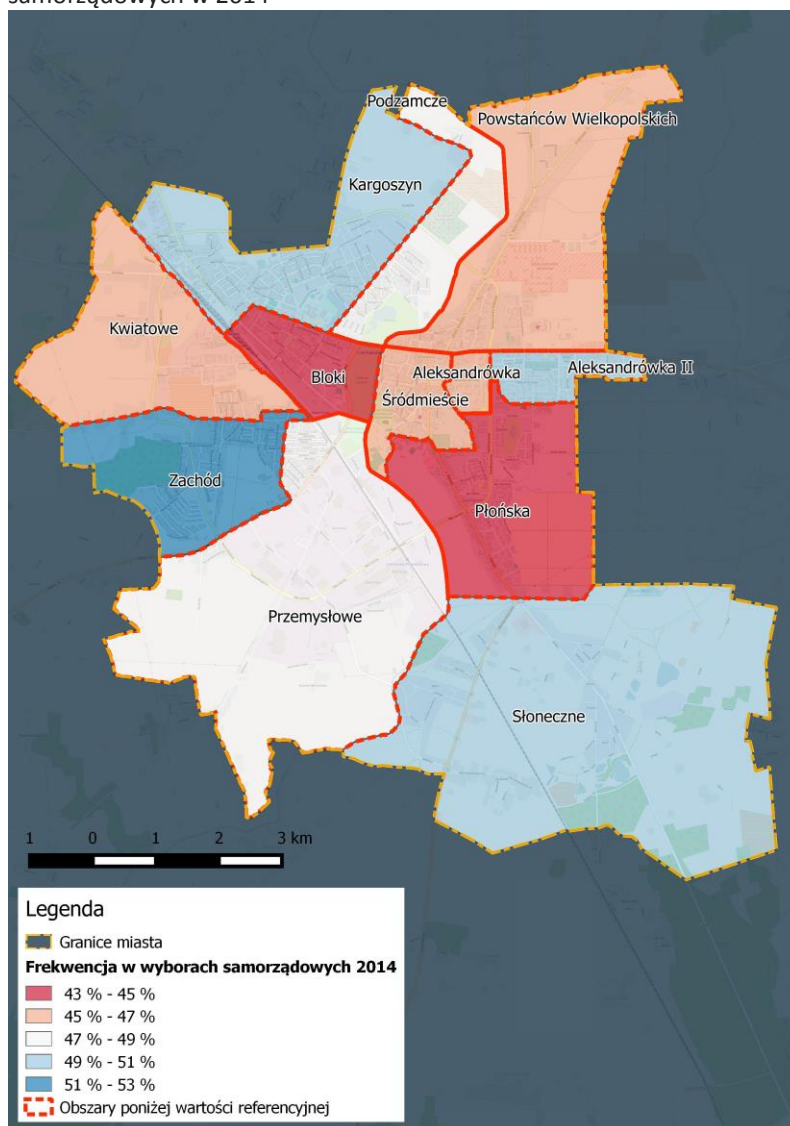 samorządowych w 2014
Podzamcze
Powstańców Wielkopolskich
Kargoszyn
Kwiatowe
Bloki
Aleksandrówka
Aleksandrówka II
Śródmieście
Zachód
Płońska
Przemysłowe
Słoneczne
1 0 1 2 3 km
Legenda
Granice miasta
Frekwencja w wyborach samorządowych 2014
43 % - 45 %
45 % - 47 %
47 % - 49 %
49 % - 51 %
51 % - 53 %
Obszary poniżej wartości referencyjnej